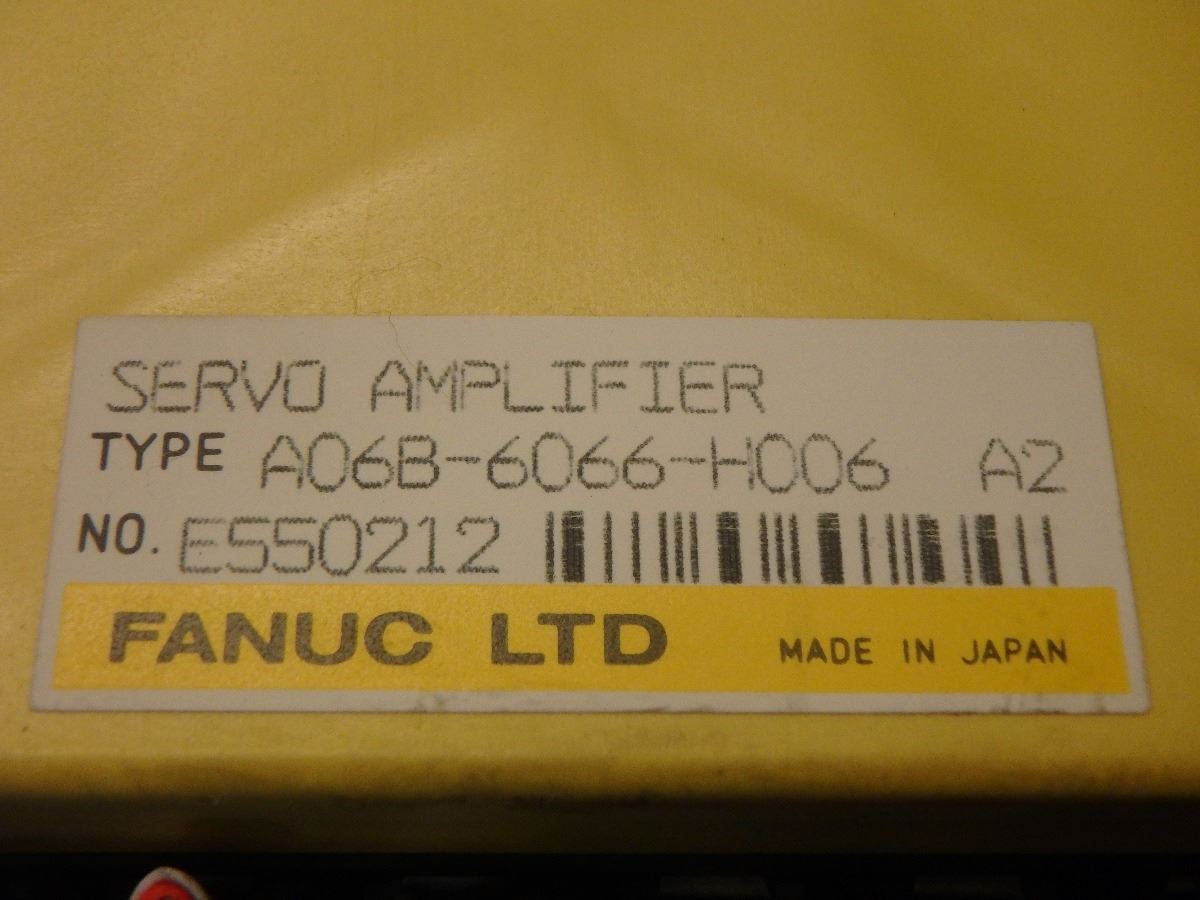 SERVO AMPLIFIER
TYPE A06B-6066-H006 A2
NO. E550212
FANUC LTD MADE IN JAPAN